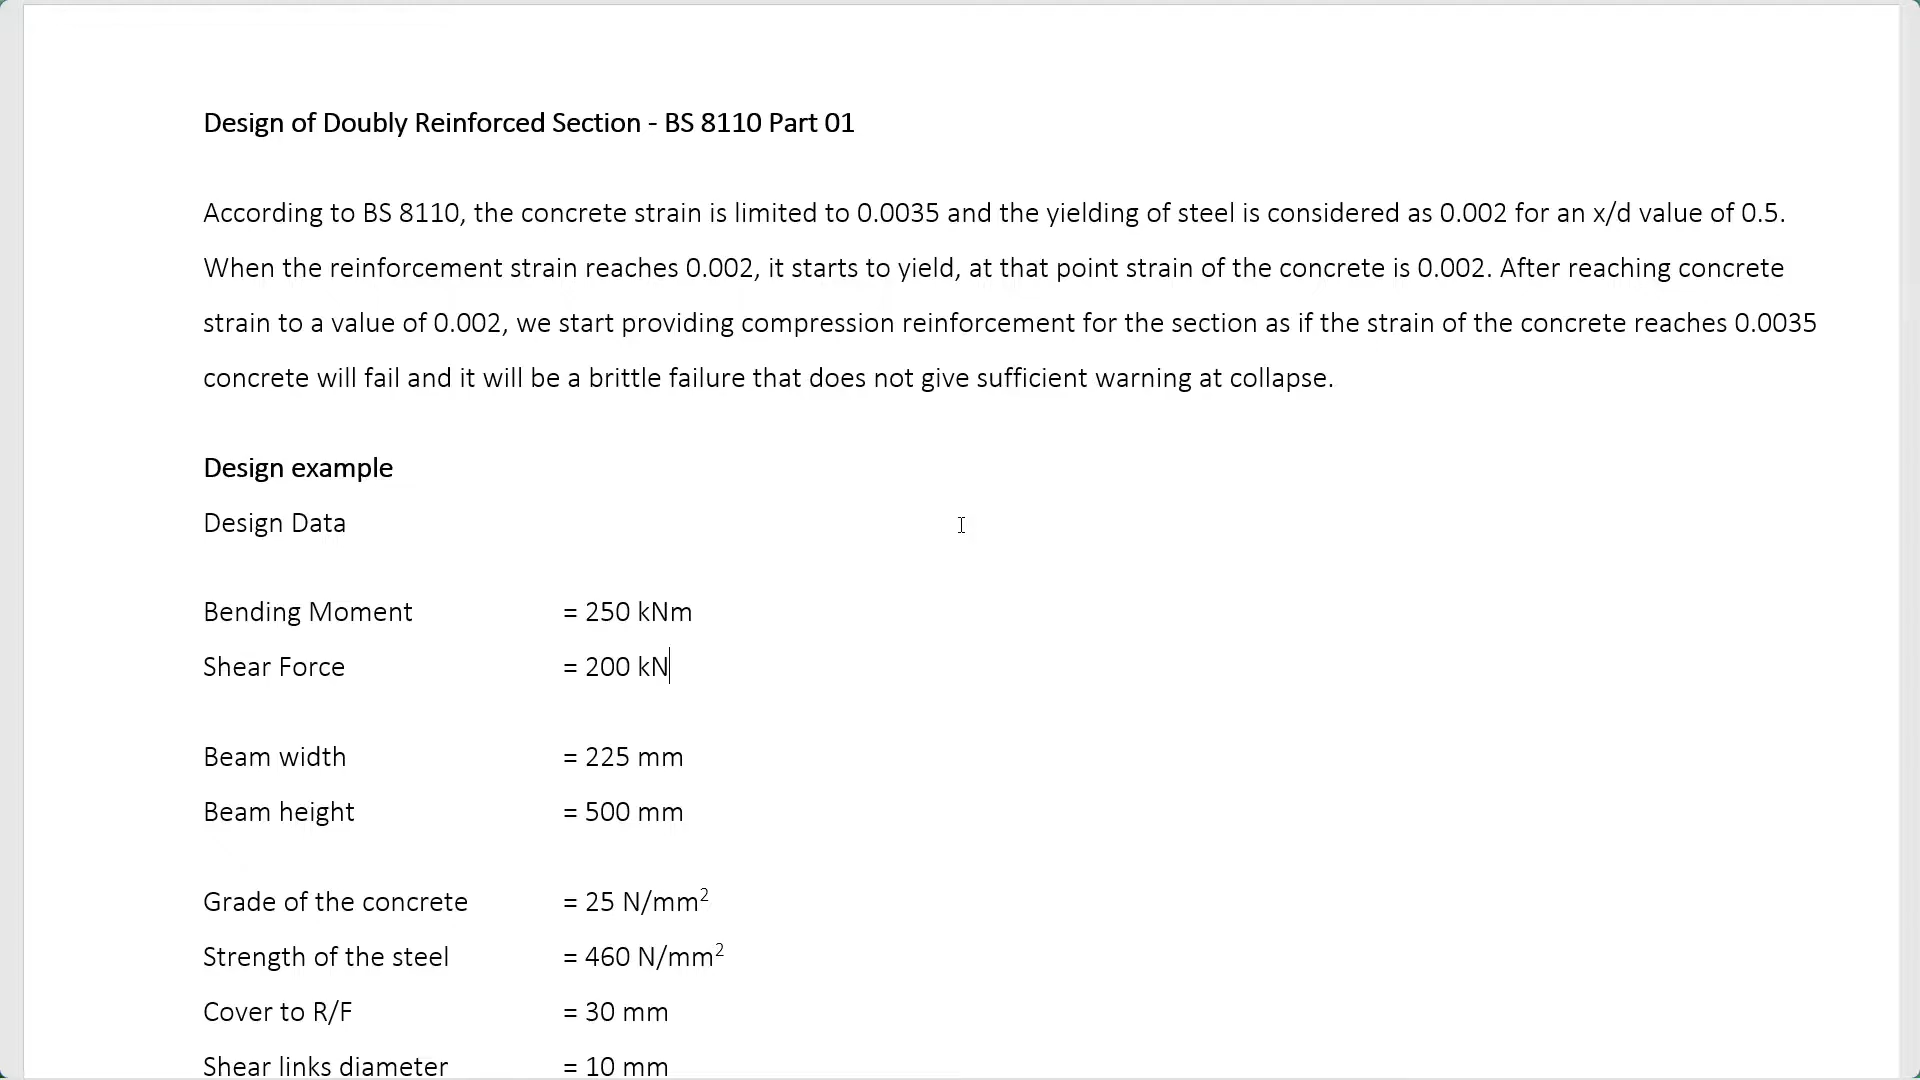 Design of Doubly Reinforced Section - BS 8110 Part 01
According to BS 8110, the concrete strain is limited to 0.0035 and the yielding of steel is considered as 0.002 for an x/d value of 0.5.
When the reinforcement strain reaches 0.002, it starts to yield, at that point strain of the concrete is 0.002. After reaching concrete
strain to a value of 0.002, we start providing compression reinforcement for the section as if the strain of the concrete reaches 0.0035
concrete will fail and it will be a brittle failure that does not give sufficient warning at collapse.
Design example
Design Data
Bending Moment = 250 kNm
Shear Force = 200 kN
Beam width = 225 mm
Beam height = 500 mm
Grade of the concrete = 25 N/mm²
Strength of the steel = 460 N/mm²
Cover to R/F = 30 mm
Shear links diameter = 10 mm